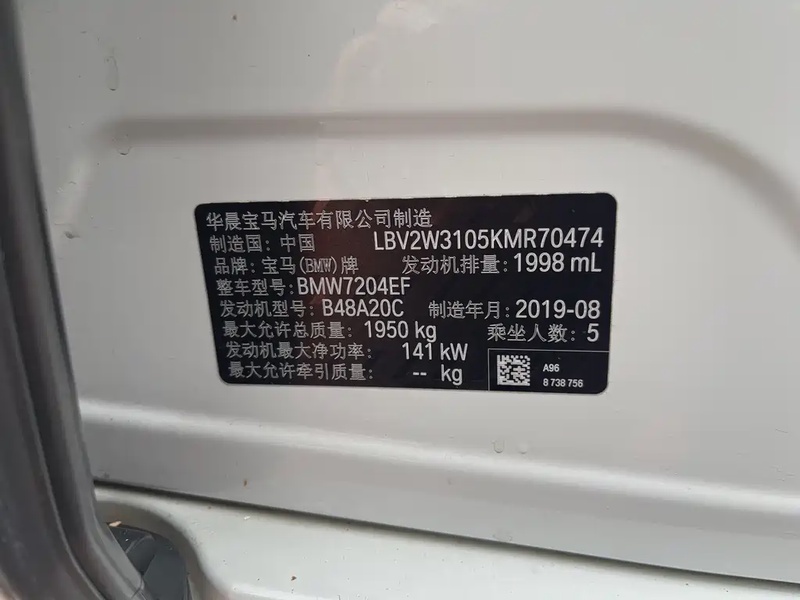 华晨宝马汽车有限公司制造
制造国：中国 LBV2W3105KMR70474
品牌：宝马(BMW)牌 发动机排量：1998 mL
整车型号：BMW7204EF
发动机型号：B48A20C 制造年月：2019-08
最大允许总质量：1950 kg 乘坐人数：5
发动机最大净功率：141 kW
最大允许牵引质量：-- kg
A96
8 738 756